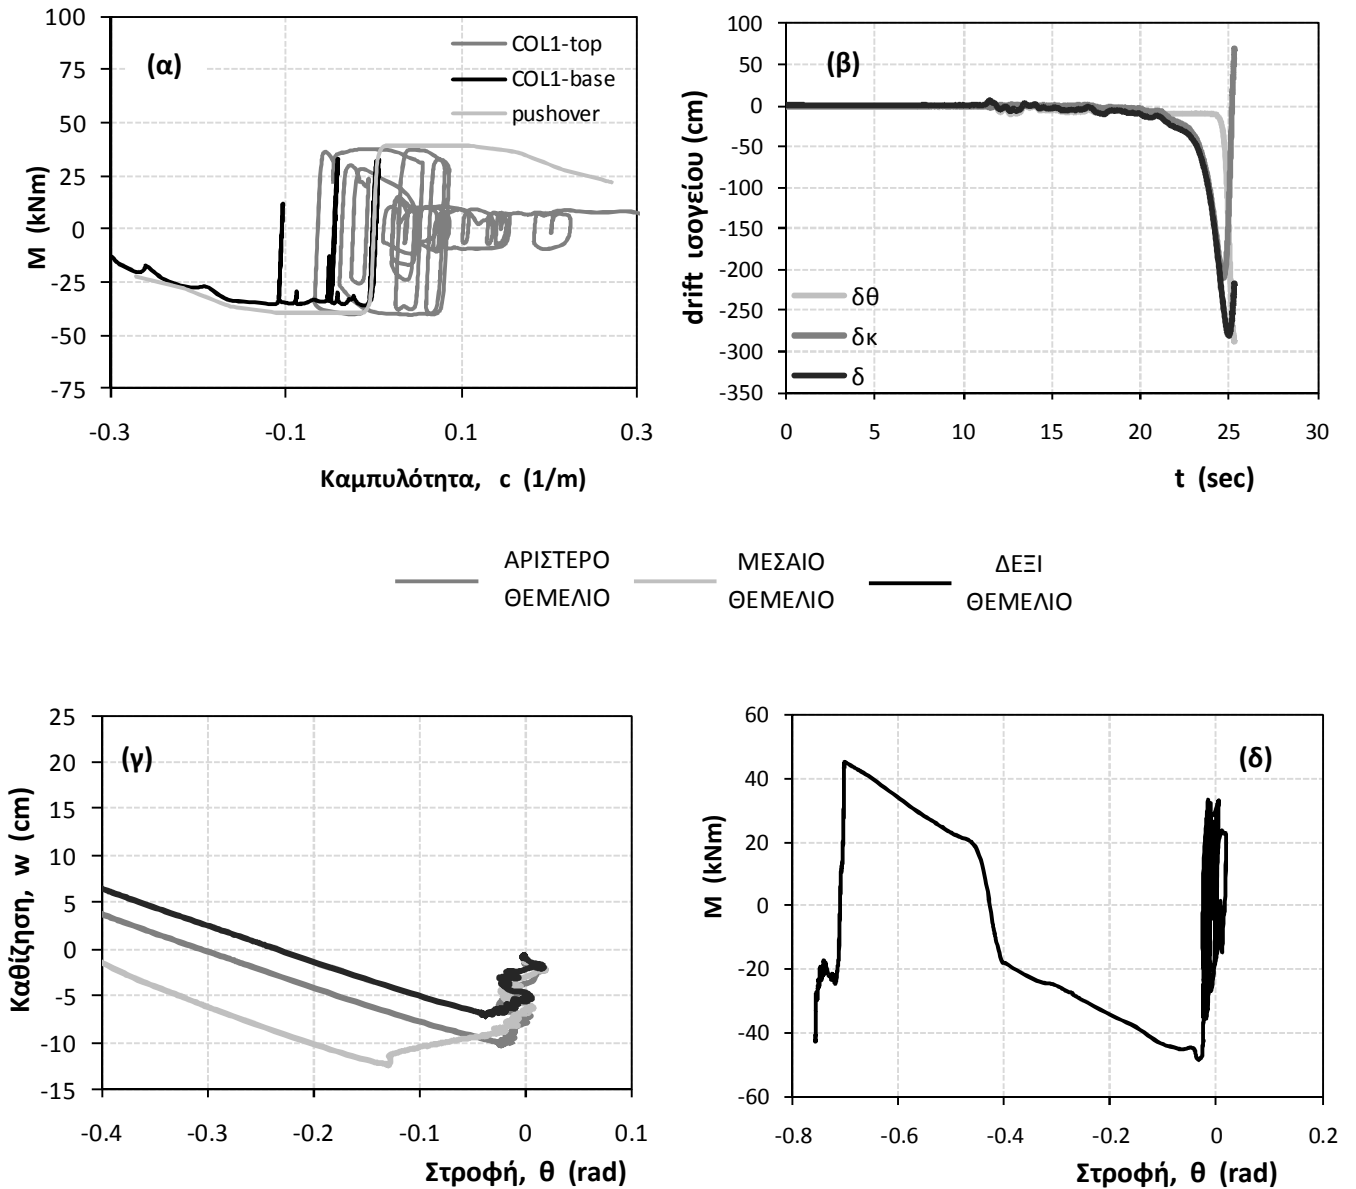 (α)
COL1-top
COL1-base
pushover
100
75
50
25
0
-25
-50
-75
-0.3
-0.1
0.1
0.3
M (kNm)
Καμπυλότητα, c (1/m)
(β)
100
50
0
-50
-100
-150
-200
-250
-300
-350
δθ
δκ
δ
0
5
10
15
20
25
30
drift ισογείου (cm)
t (sec)
ΑΡΙΣΤΕΡΟ ΘΕΜΕΛΙΟ
ΜΕΣΑΙΟ ΘΕΜΕΛΙΟ
ΔΕΞΙ ΘΕΜΕΛΙΟ
(γ)
25
20
15
10
5
0
-5
-10
-15
-0.4
-0.3
-0.2
-0.1
0
0.1
Καθίζηση, w (cm)
Στροφή, θ (rad)
(δ)
60
40
20
0
-20
-40
-60
-0.8
-0.6
-0.4
-0.2
0
0.2
M (kNm)
Στροφή, θ (rad)